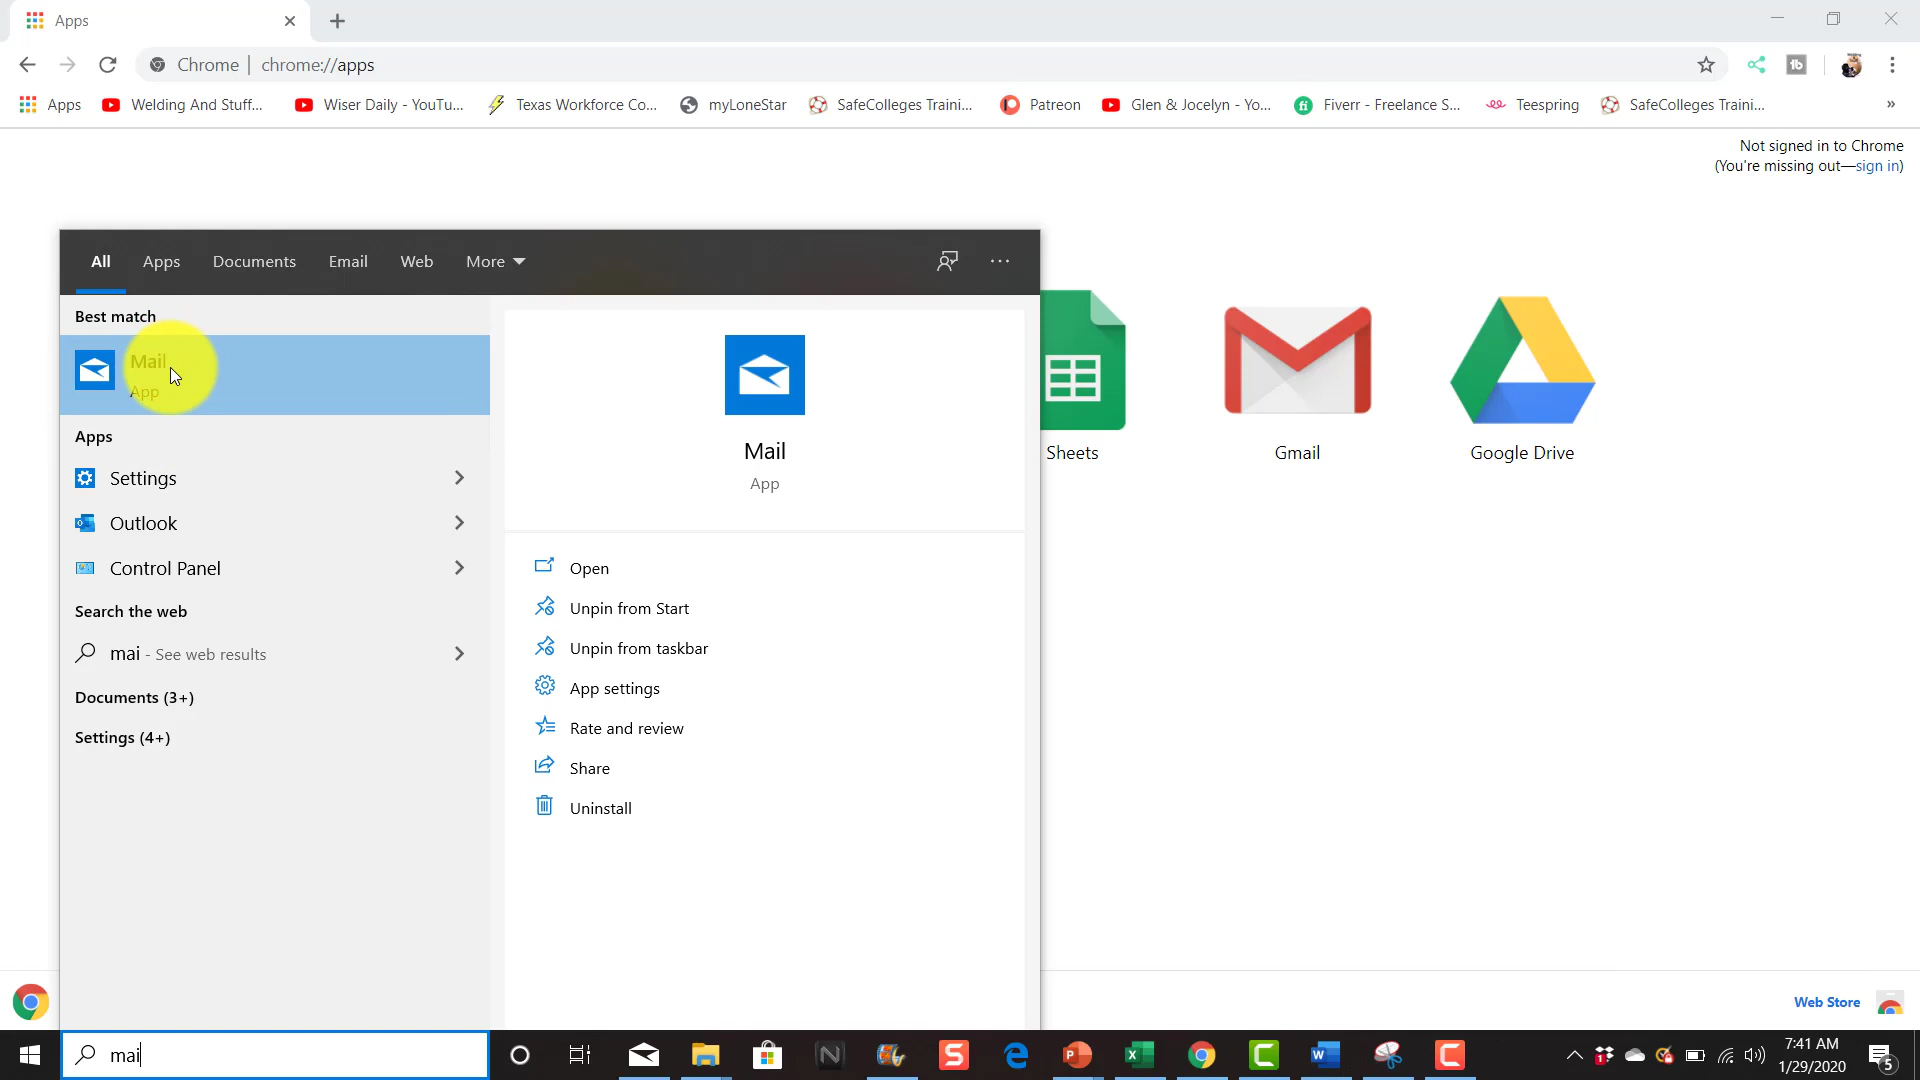 Apps
Chrome | chrome://apps
Apps
Welding And Stuff...
Wiser Daily - YouTu...
Texas Workforce Co...
myLoneStar
SafeColleges Traini...
Patreon
Glen & Jocelyn - Yo...
Fiverr - Freelance S...
Teespring
SafeColleges Traini...
»
Not signed in to Chrome
(You're missing out—sign in)
All
Apps
Documents
Email
Web
More
Best match
Mail
App
Apps
Settings
Outlook
Control Panel
Search the web
mai - See web results
Documents (3+)
Settings (4+)
Mail
App
Open
Unpin from Start
Unpin from taskbar
App settings
Rate and review
Share
Uninstall
Sheets
Gmail
Google Drive
Web Store
mai
7:41 AM
1/29/2020
5